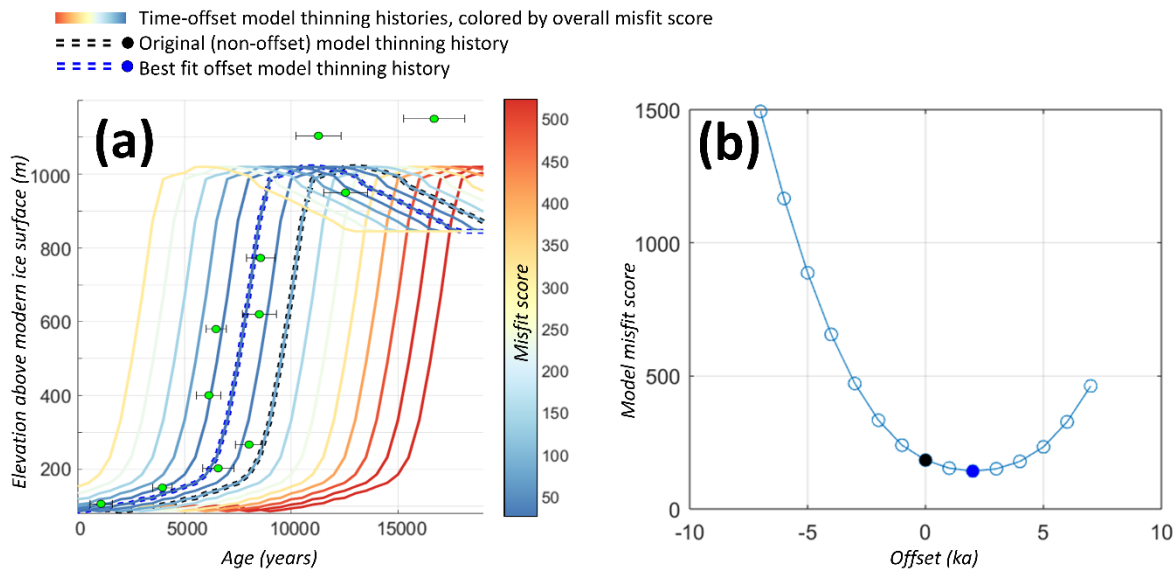 Time-offset model thinning histories, colored by overall misfit score
Original (non-offset) model thinning history
Best fit offset model thinning history
(a)
Elevation above modern ice surface (m)
1000
800
600
400
200
0
5000
10000
15000
Age (years)
Misfit score
500
450
400
350
300
250
200
150
100
50
(b)
Model misfit score
1500
1000
500
0
-10
-5
0
5
10
Offset (ka)